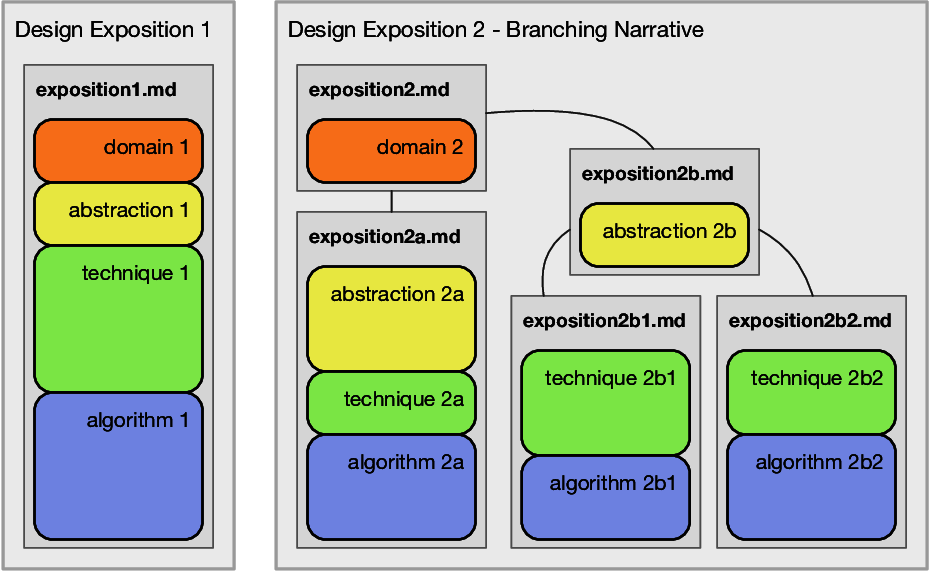 Design Exposition 1
exposition1.md
domain 1
abstraction 1
technique 1
algorithm 1
Design Exposition 2 - Branching Narrative
exposition2.md
domain 2
exposition2a.md
abstraction 2a
technique 2a
algorithm 2a
exposition2b.md
abstraction 2b
exposition2b1.md
technique 2b1
algorithm 2b1
exposition2b2.md
technique 2b2
algorithm 2b2